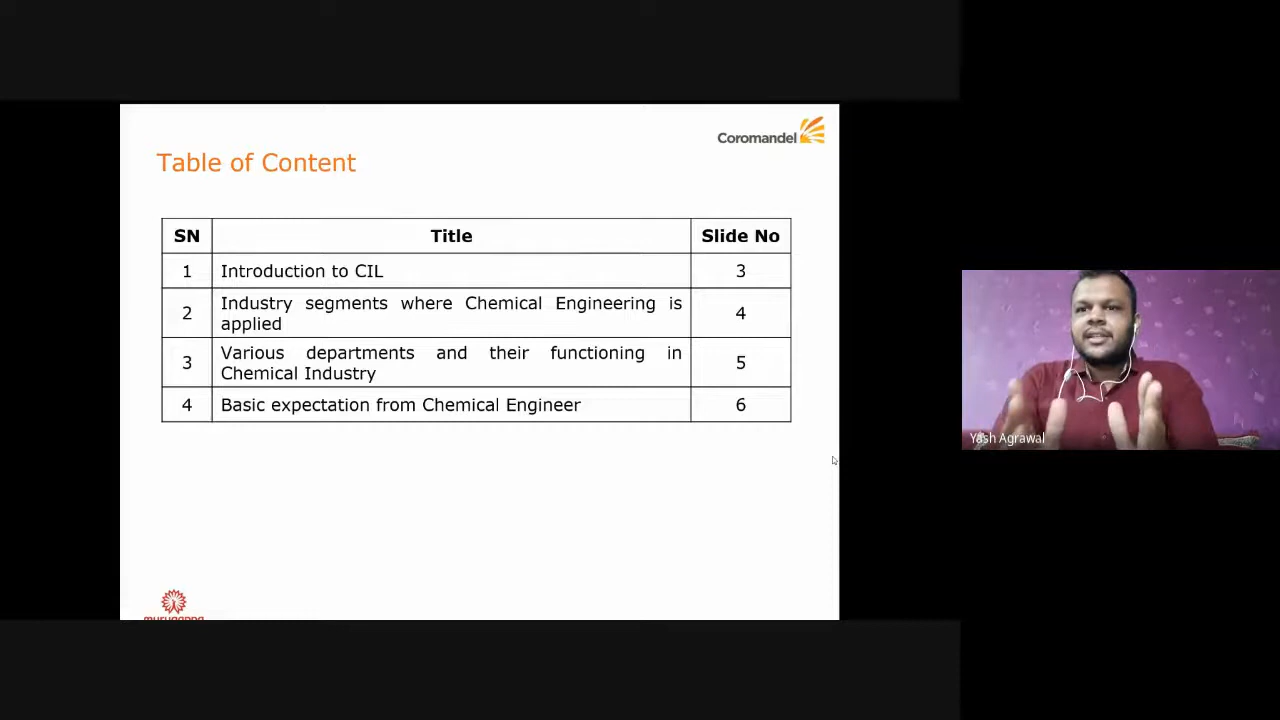 Coromandel
Table of Content
SN Title Slide No
1 Introduction to CIL 3
2 Industry segments where Chemical Engineering is
applied 4
3 Various departments and their functioning in
Chemical Industry 5
4 Basic expectation from Chemical Engineer 6
Yash Agrawal